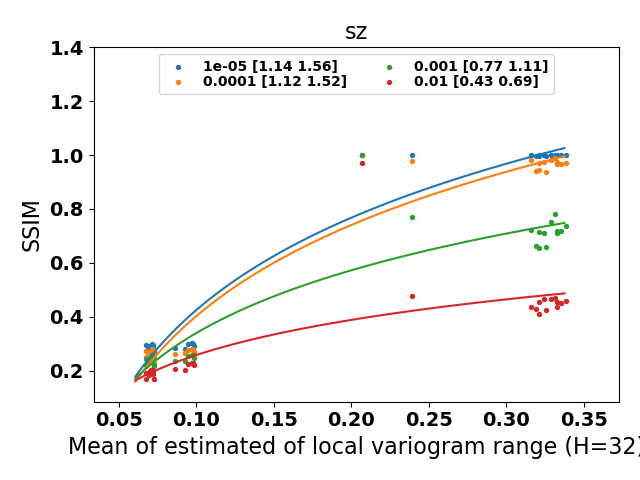 sz
1e-05 [1.14 1.56]
0.0001 [1.12 1.52]
0.001 [0.77 1.11]
0.01 [0.43 0.69]
SSIM
1.4
1.2
1.0
0.8
0.6
0.4
0.2
0.05 0.10 0.15 0.20 0.25 0.30 0.35
Mean of estimated of local variogram range (H=32)